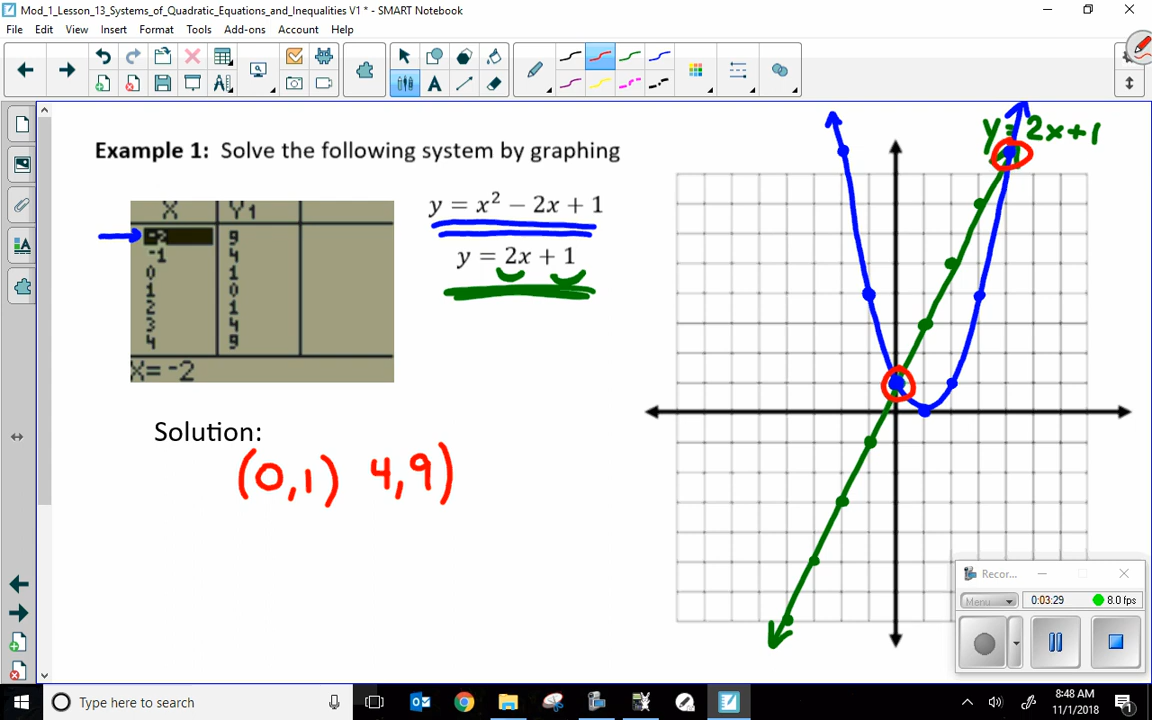 Mod_1_Lesson_13_Systems_of_Quadratic_Equations_and_Inequalities V1 * - SMART Notebook
File Edit View Insert Format Tools Add-ons Account Help
Example 1: Solve the following system by graphing
y = x² − 2x + 1
y = 2x + 1
X Y1
-2 9
-1 4
0 1
1 0
2 1
3 4
4 9
X= -2
y=2x+1
Solution:
(0,1) 4,9)
Recor...
Menu 00:03:29 8.0 fps
Type here to search
8:48 AM
11/1/2018
1